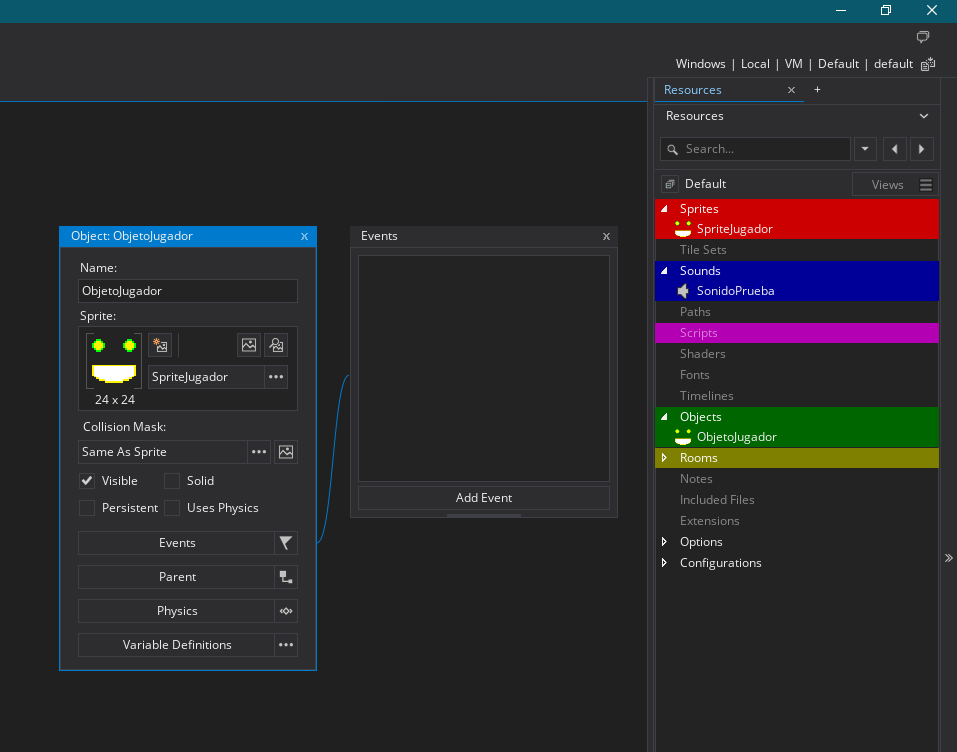 Windows | Local | VM | Default | default
Resources x +
Resources
Search...
Default Views
Sprites
SpriteJugador
Tile Sets
Sounds
SonidoPrueba
Paths
Scripts
Shaders
Fonts
Timelines
Objects
ObjetoJugador
Rooms
Notes
Included Files
Extensions
Options
Configurations
Object: ObjetoJugador x
Name:
ObjetoJugador
Sprite:
SpriteJugador
24 x 24
Collision Mask:
Same As Sprite
Visible Solid
Persistent Uses Physics
Events
Parent
Physics
Variable Definitions
Events x
Add Event